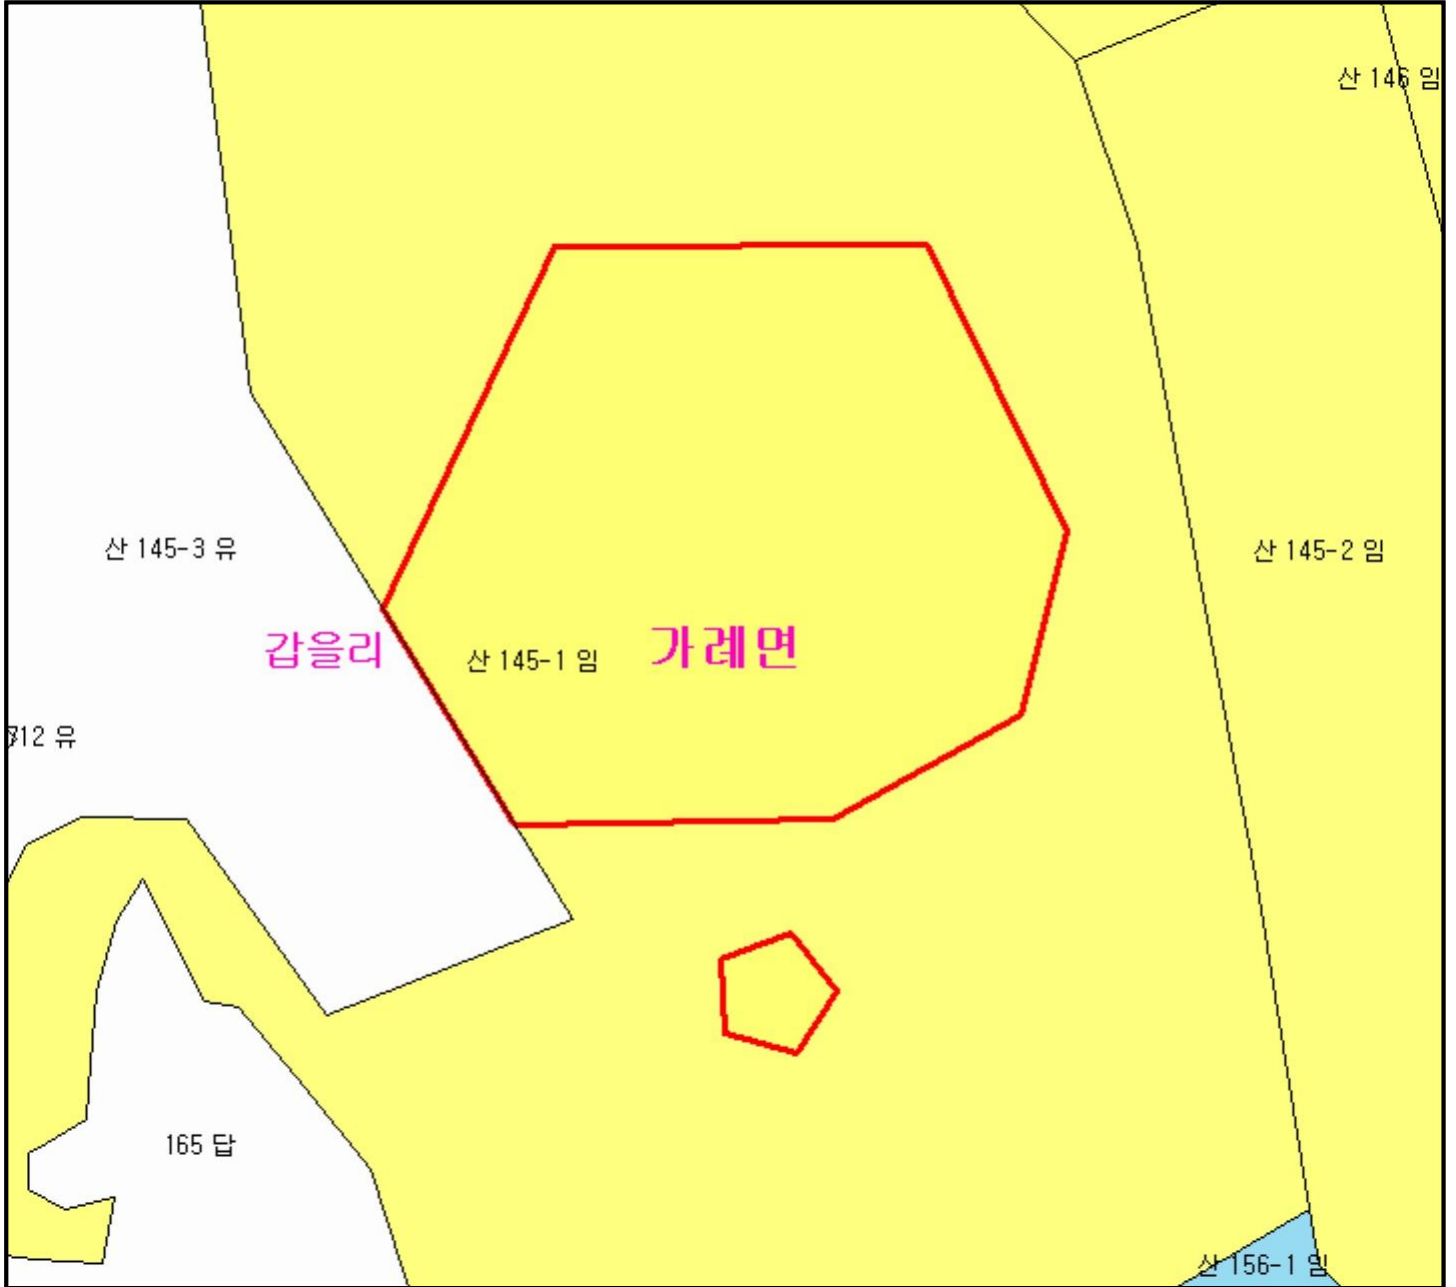 산 146 임
산 145-3 유
산 145-2 임
갑을리
산 145-1 임
가례면
712 유
165 답
산 156-1 임